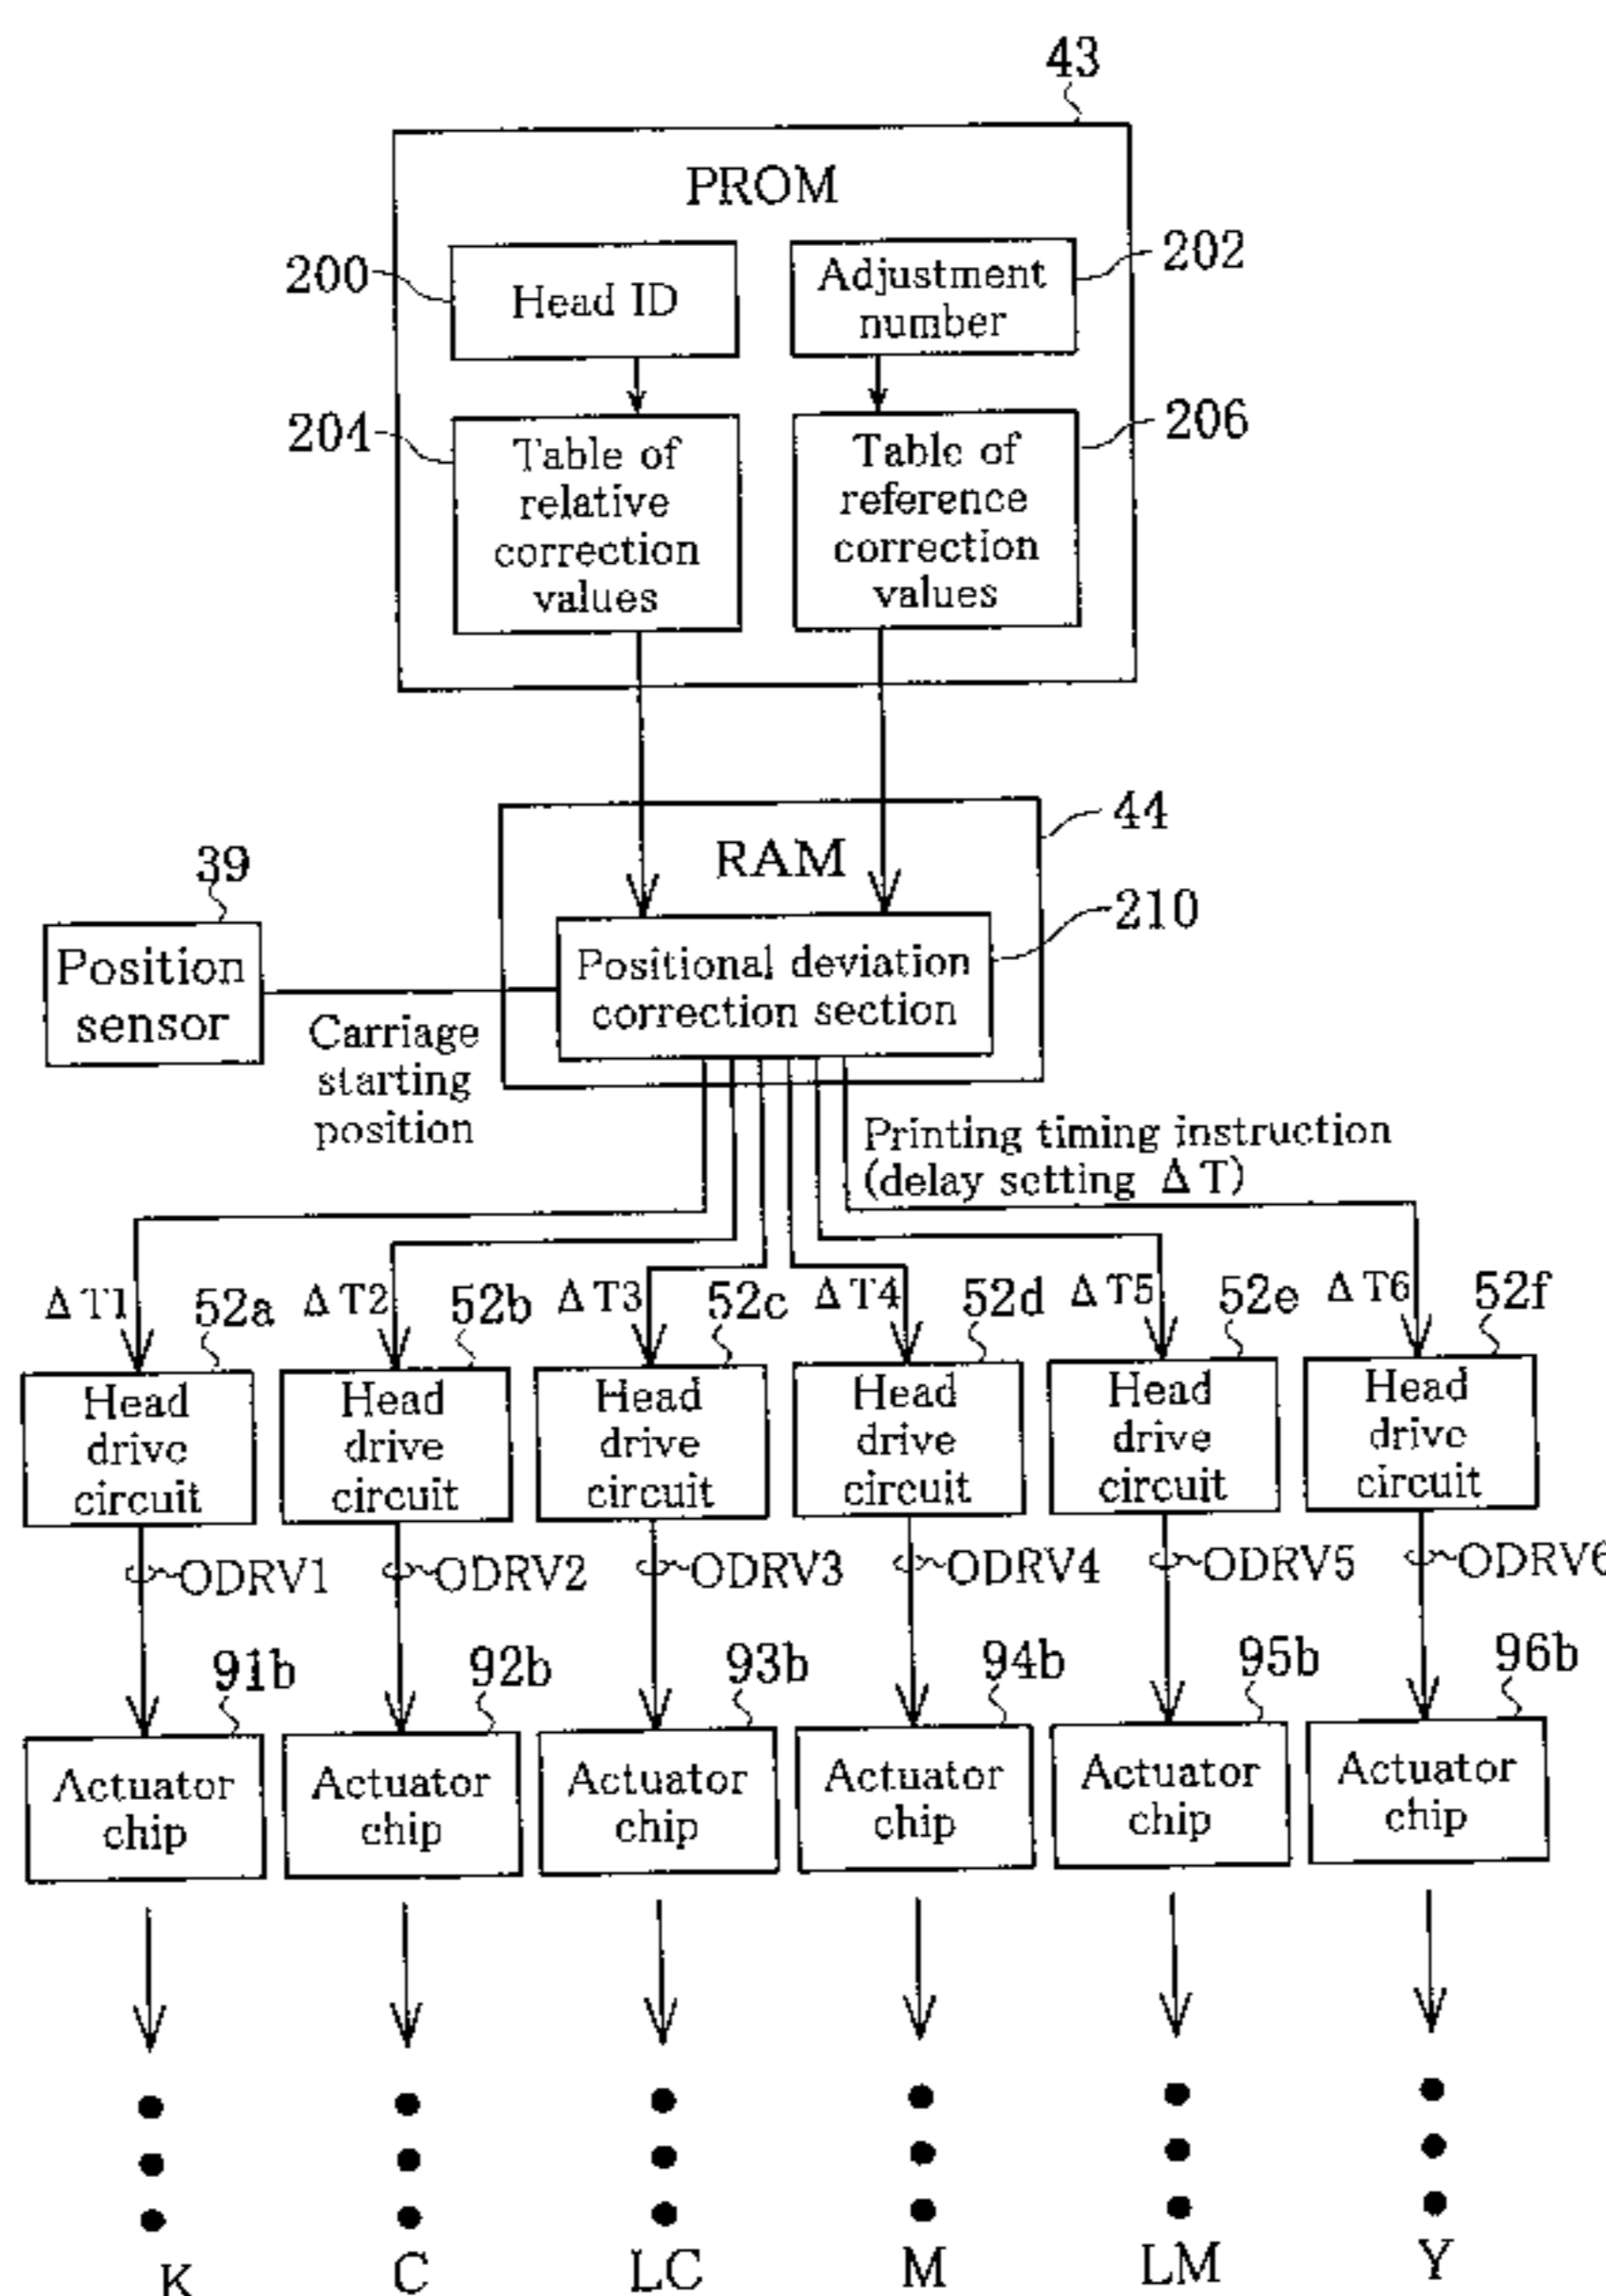 43
PROM
200
Head ID
Adjustment
number
202
204
Table of
relative
correction
values
Table of
reference
correction
values
206
RAM
44
39
Position
sensor
Carriage
starting
position
Positional deviation
correction section
210
Printing timing instruction
(delay setting ΔT)
ΔT1
52a
ΔT2
52b
ΔT3
52c
ΔT4
52d
ΔT5
52e
ΔT6
52f
Head
drive
circuit
Head
drive
circuit
Head
drive
circuit
Head
drive
circuit
Head
drive
circuit
Head
drive
circuit
ODRV1
ODRV2
ODRV3
ODRV4
ODRV5
ODRV6
91b
92b
93b
94b
95b
96b
Actuator
chip
Actuator
chip
Actuator
chip
Actuator
chip
Actuator
chip
Actuator
chip
K
C
LC
M
LM
Y